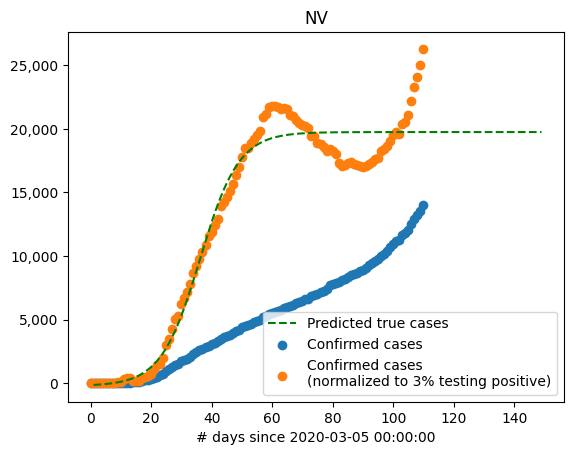 NV
25,000
20,000
15,000
10,000
5,000
0
Predicted true cases
Confirmed cases
Confirmed cases
(normalized to 3% testing positive)
0 20 40 60 80 100 120 140
# days since 2020-03-05 00:00:00